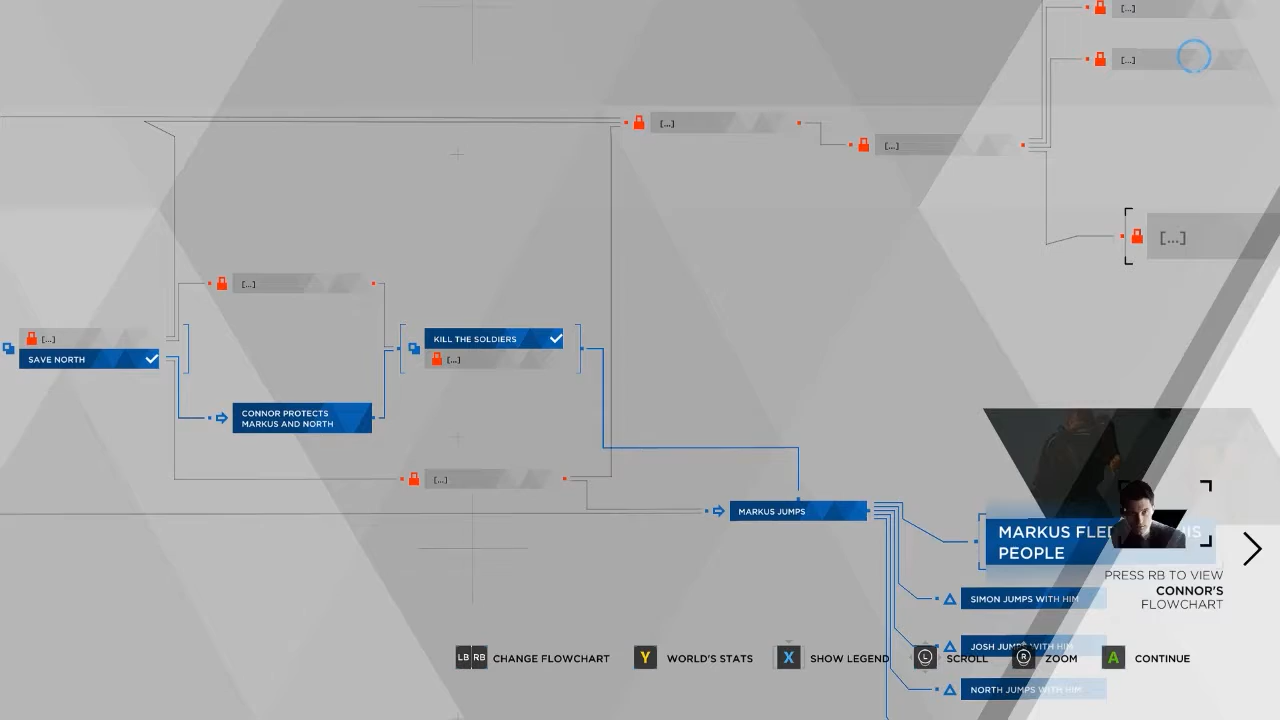 [...]
[...]
[...]
[...]
[...]
[...]
[...]
SAVE NORTH
KILL THE SOLDIERS
[...]
CONNOR PROTECTS
MARKUS AND NORTH
[...]
MARKUS JUMPS
MARKUS FLED
PEOPLE
PRESS RB TO VIEW
CONNOR'S
FLOWCHART
SIMON JUMPS WITH HIM
JOSH JUMPS WITH HIM
NORTH JUMPS WITH HIM
LB RB CHANGE FLOWCHART
Y WORLD'S STATS
X SHOW LEGEND
L SCROLL
R ZOOM
A CONTINUE